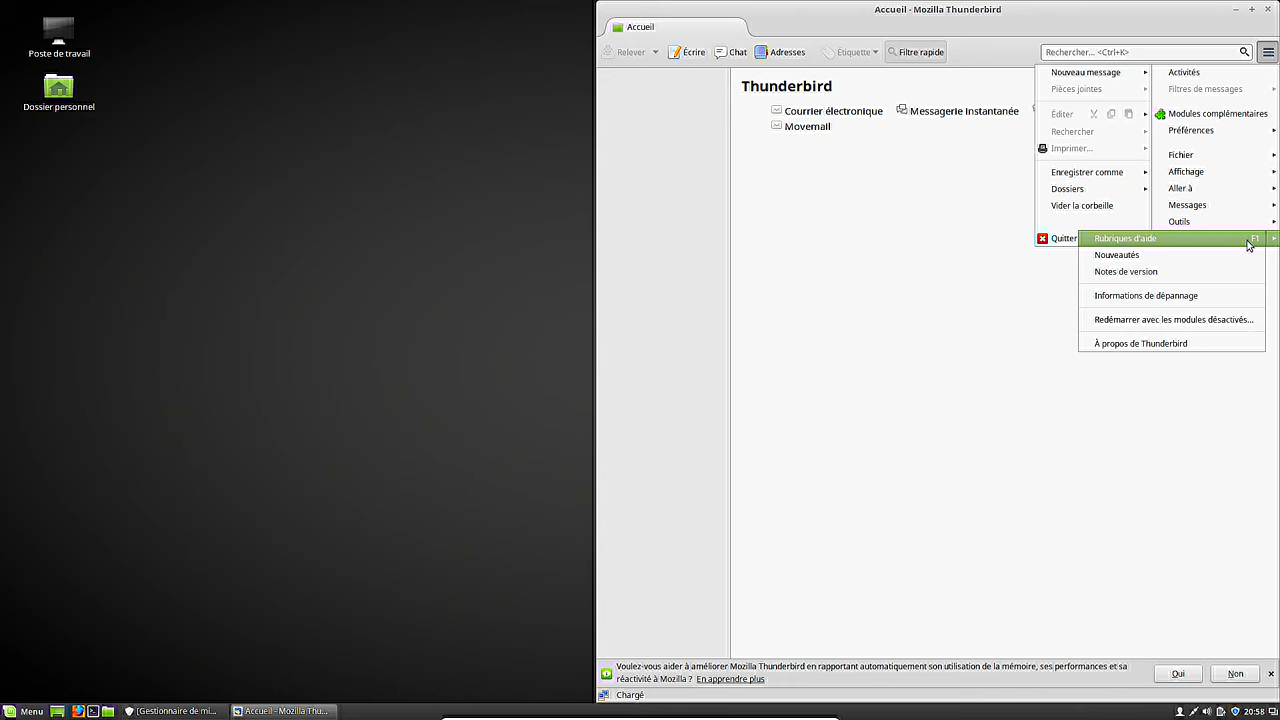 Poste de travail
Dossier personnel
Accueil - Mozilla Thunderbird
Accueil
Relever
Écrire
Chat
Adresses
Étiquette
Filtre rapide
Rechercher... <Ctrl+K>
Thunderbird
Courrier électronique
Messagerie instantanée
Movemail
Nouveau message
Pièces jointes
Éditer
Rechercher
Imprimer...
Enregistrer comme
Dossiers
Vider la corbeille
Quitter
Activités
Filtres de messages
Modules complémentaires
Préférences
Fichier
Affichage
Aller à
Messages
Outils
Rubriques d'aide F1
Nouveautés
Notes de version
Informations de dépannage
Redémarrer avec les modules désactivés...
À propos de Thunderbird
Voulez-vous aider à améliorer Mozilla Thunderbird en rapportant automatiquement son utilisation de la mémoire, ses performances et sa
réactivité à Mozilla ? En apprendre plus
Oui
Non
Chargé
Menu
[Gestionnaire de mi...
Accueil - Mozilla Thu...
20:58